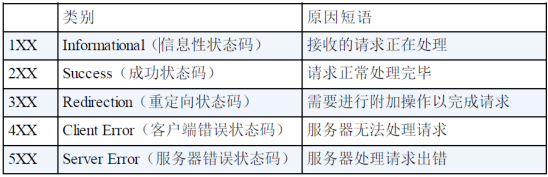 类别 原因短语
1XX Informational（信息性状态码） 接收的请求正在处理
2XX Success（成功状态码） 请求正常处理完毕
3XX Redirection（重定向状态码） 需要进行附加操作以完成请求
4XX Client Error（客户端错误状态码） 服务器无法处理请求
5XX Server Error（服务器错误状态码） 服务器处理请求出错